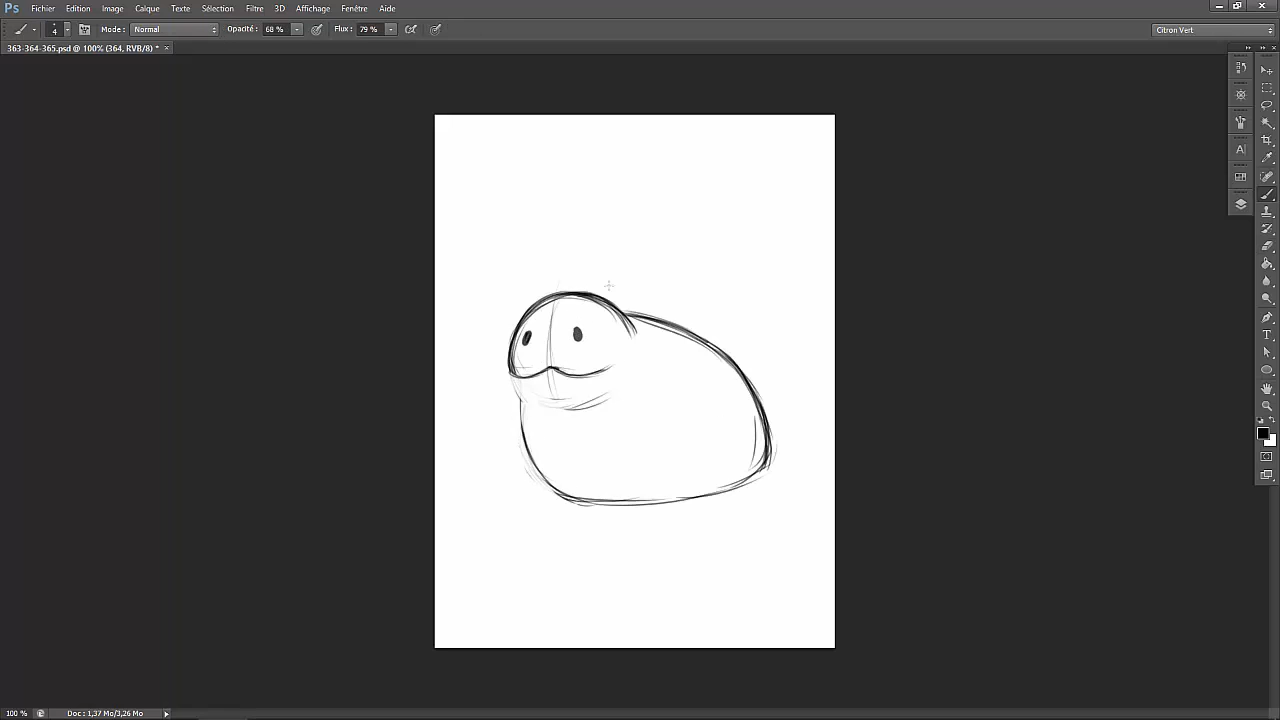 Ps Fichier Edition Image Calque Texte Sélection Filtre 3D Affichage Fenêtre Aide
4 Mode : Normal Opacité : 68 % Flux : 79 % Citron Vert
363-364-365.psd @ 100% (364, RVB/8) *
A
T
100 % Doc : 1,37 Mo/3,26 Mo